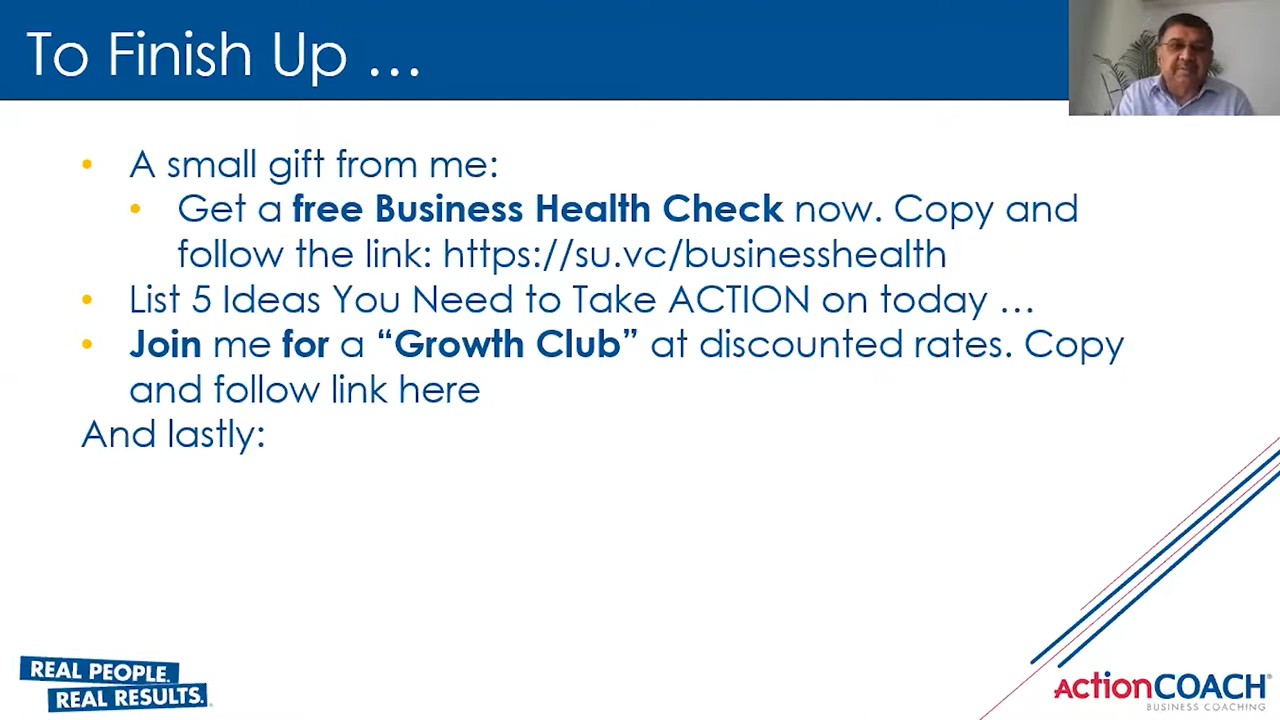 To Finish Up …
• A small gift from me:
• Get a free Business Health Check now. Copy and
follow the link: https://su.vc/businesshealth
• List 5 Ideas You Need to Take ACTION on today …
• Join me for a “Growth Club” at discounted rates. Copy
and follow link here
And lastly:
REAL PEOPLE.
REAL RESULTS.
ActionCOACH®
BUSINESS COACHING